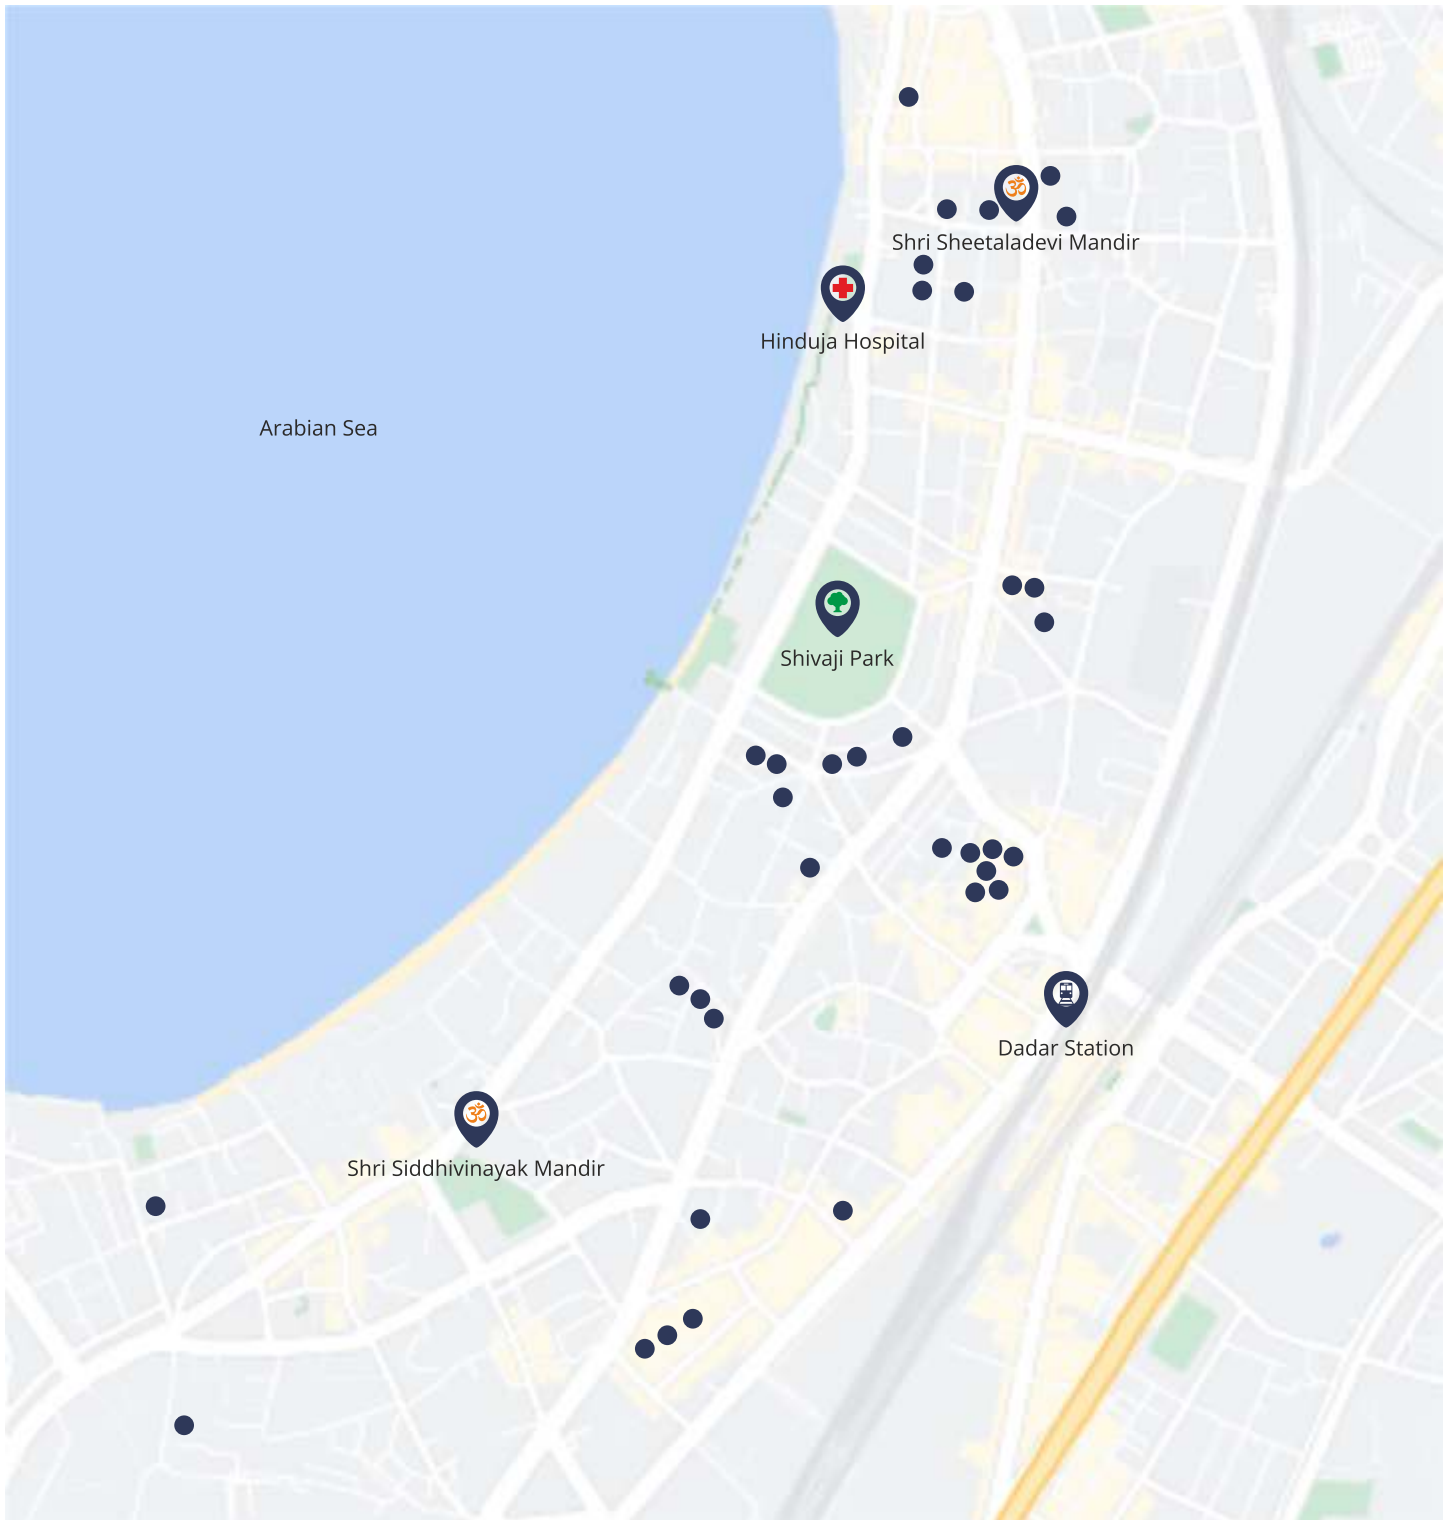 ॐ
Shri Sheetaladevi Mandir
Hinduja Hospital
Arabian Sea
Shivaji Park
Dadar Station
ॐ
Shri Siddhivinayak Mandir